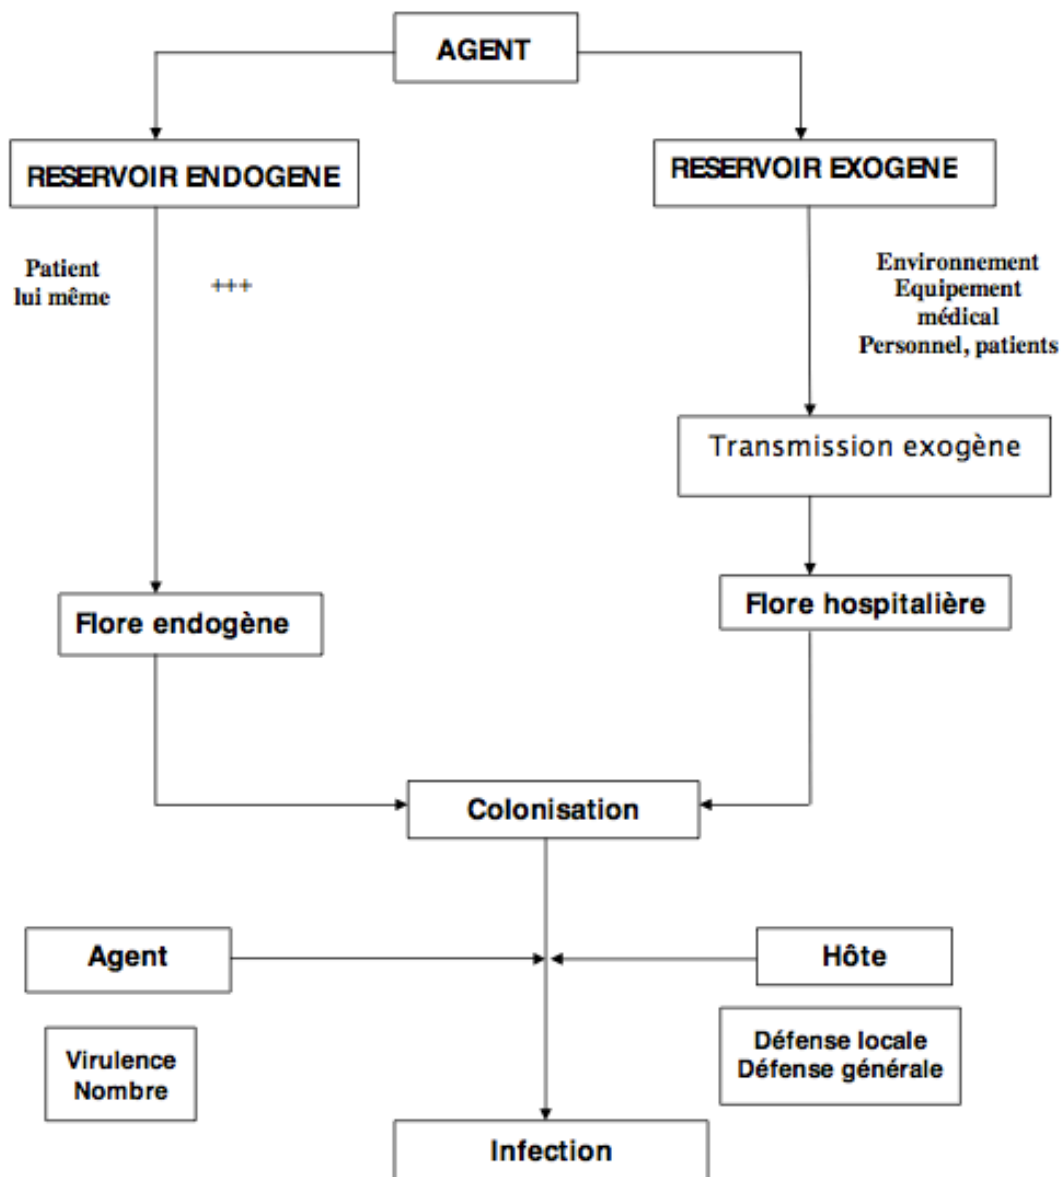 AGENT
RESERVOIR ENDOGENE
RESERVOIR EXOGENE
Patient
lui même
+++
Environnement
Equipement
médical
Personnel, patients
Transmission exogène
Flore endogène
Flore hospitalière
Colonisation
Agent
Hôte
Virulence
Nombre
Défense locale
Défense générale
Infection